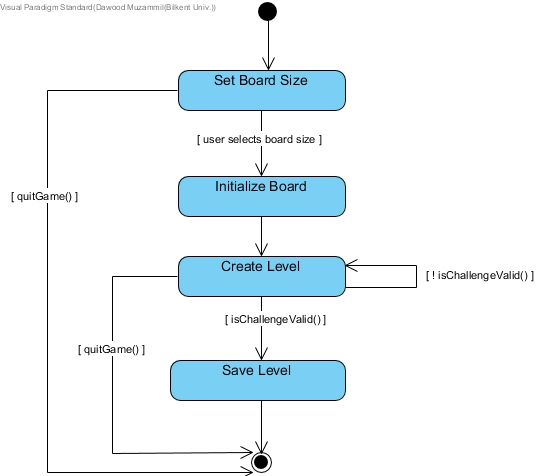 Visual Paradigm Standard(Dawood Muzammil(Bilkent Univ.))
Set Board Size
[ user selects board size ]
Initialize Board
[ quitGame() ]
Create Level
[ ! isChallengeValid() ]
[ isChallengeValid() ]
[ quitGame() ]
Save Level